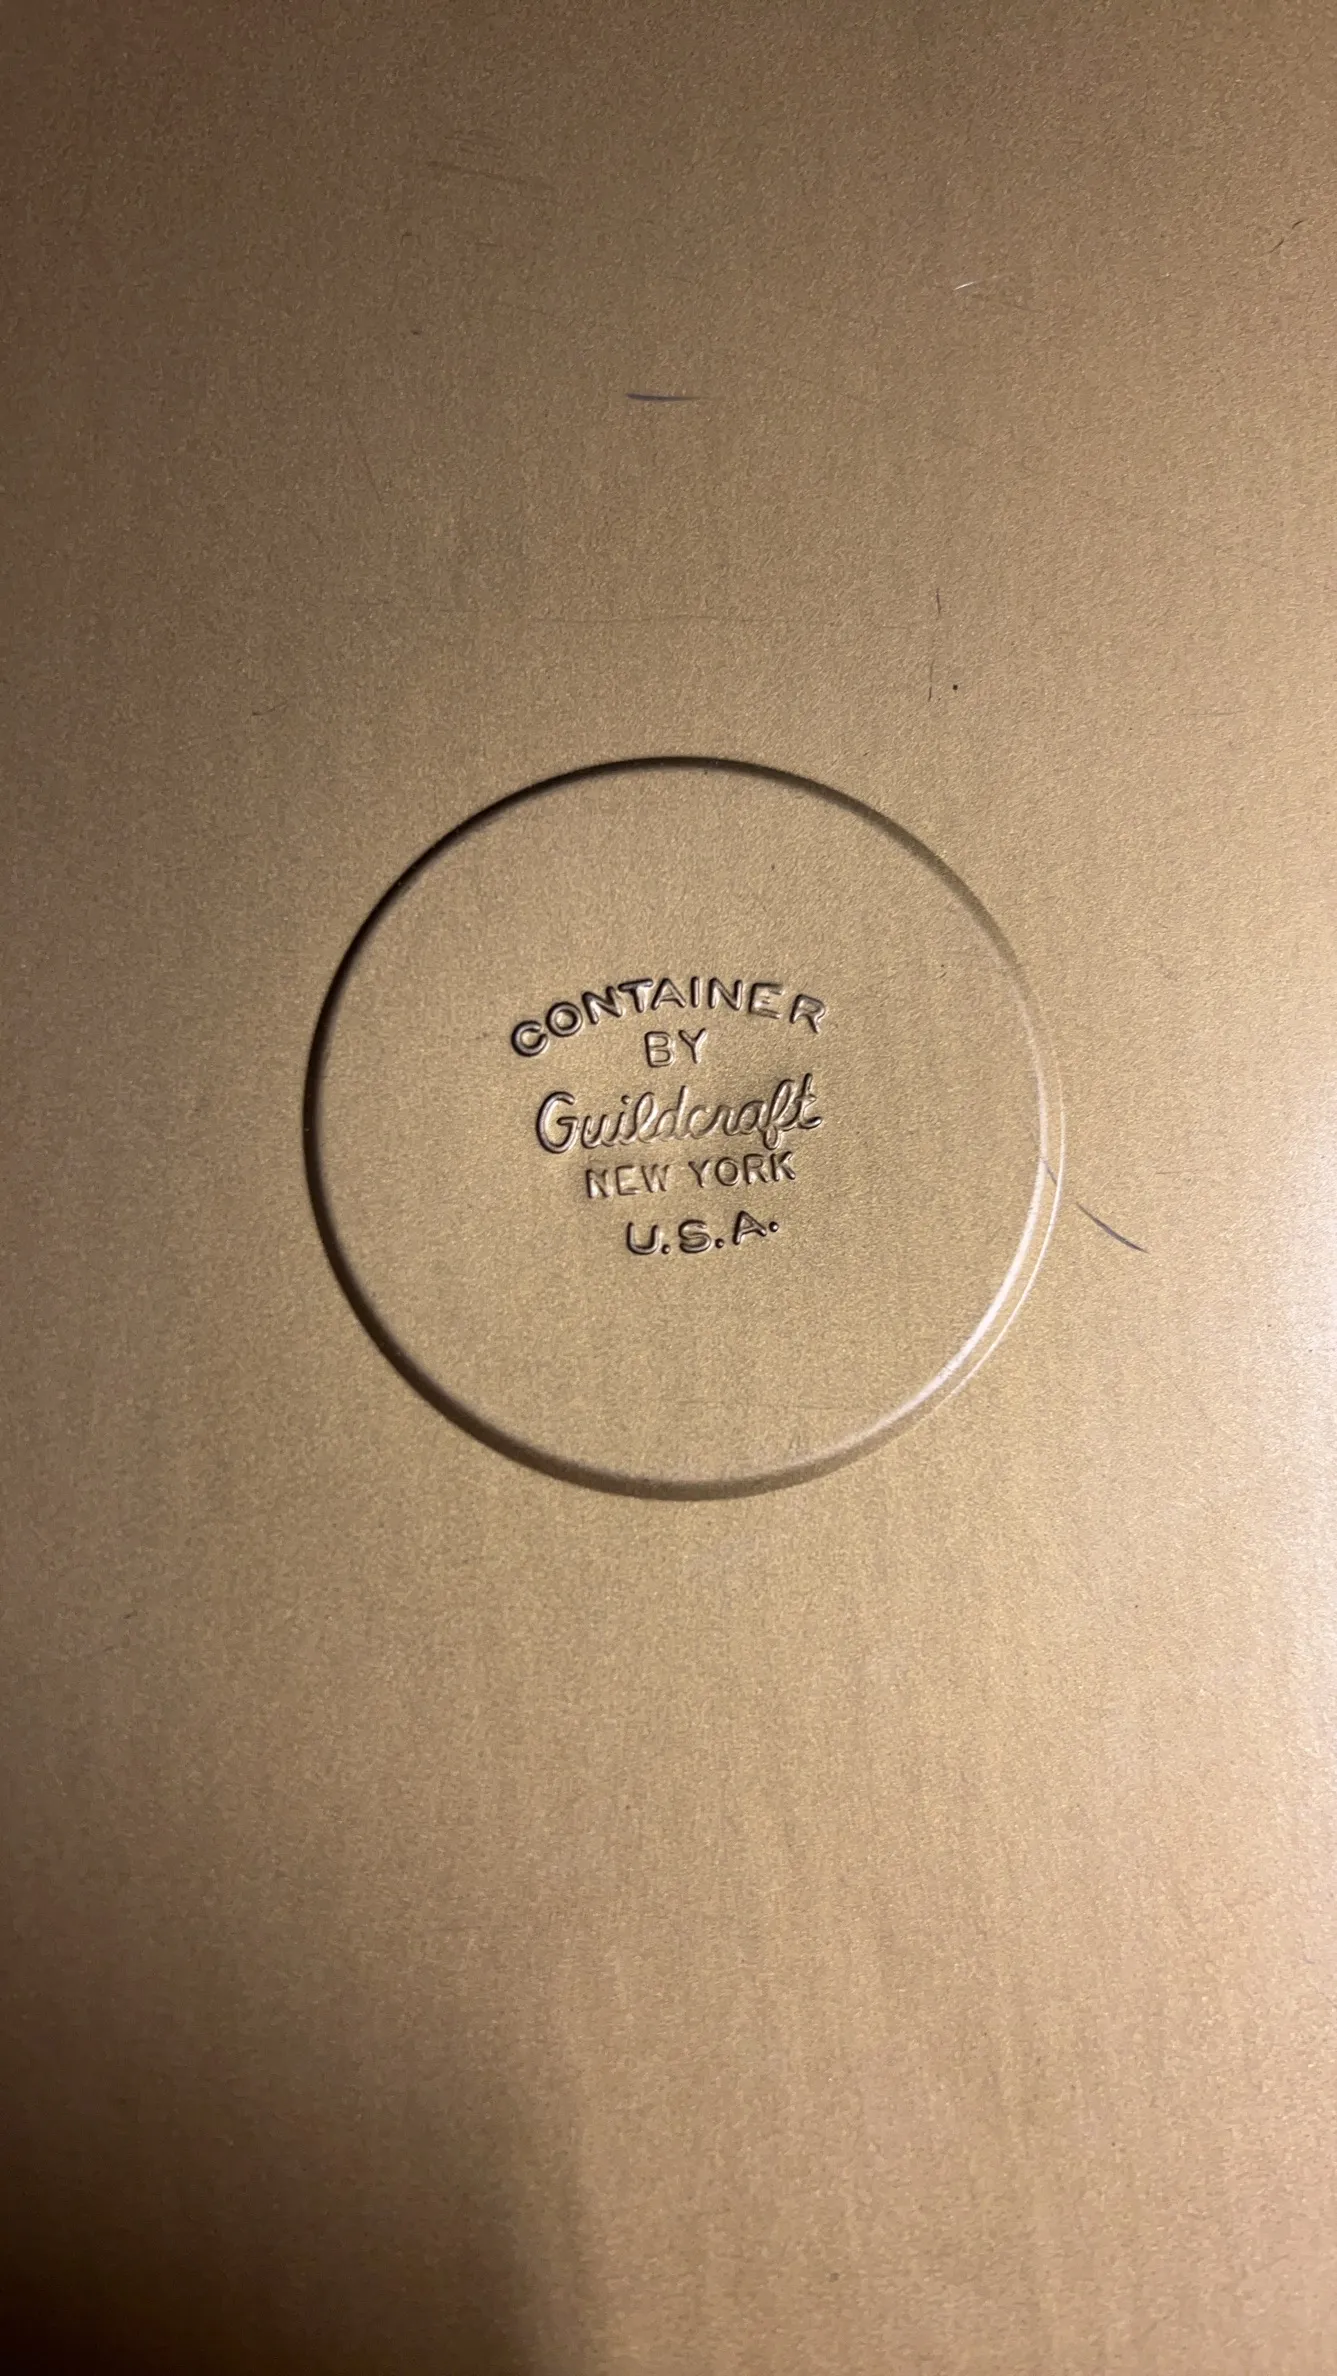 CONTAINER
BY
Guildcraft
NEW YORK
U.S.A.